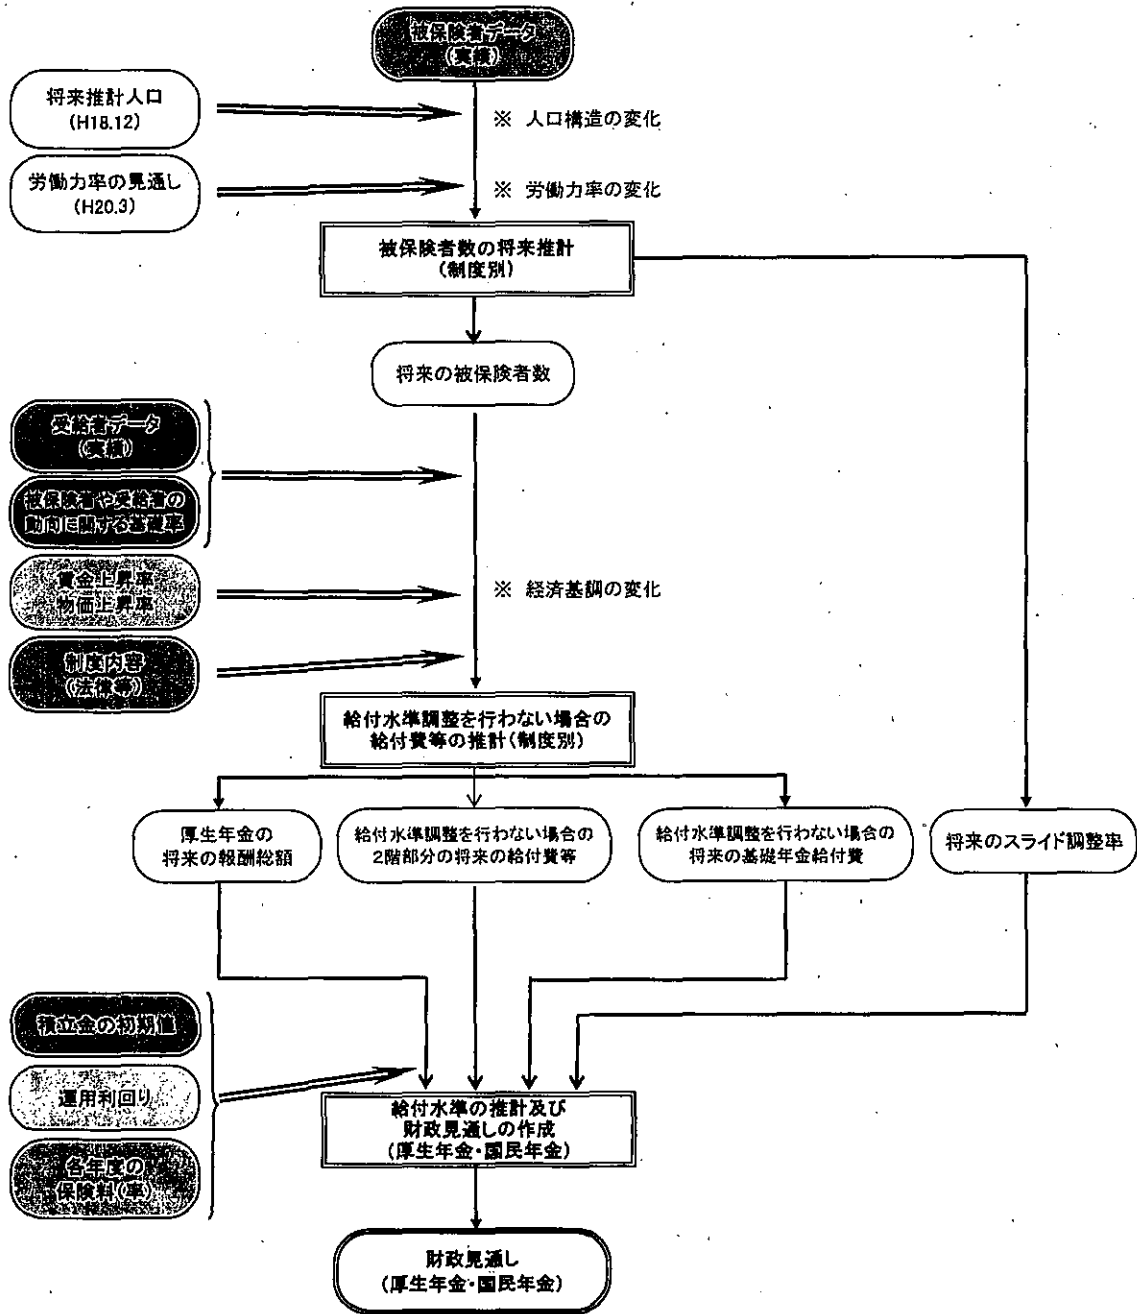 被保険者データ
(実績)
将来推計人口
(H18.12)
※ 人口構造の変化
労働力率の見通し
(H20.3)
※ 労働力率の変化
被保険者数の将来推計
(制度別)
将来の被保険者数
受給者データ
(実績)
被保険者や受給者の
動向に関する基礎率
賃金上昇率
物価上昇率
※ 経済基調の変化
制度内容
(法律等)
給付水準調整を行わない場合の
給付費等の推計(制度別)
厚生年金の
将来の報酬総額
給付水準調整を行わない場合の
2階部分の将来の給付費等
給付水準調整を行わない場合の
将来の基礎年金給付費
将来のスライド調整率
積立金の初期値
運用利回り
各年度の
保険料(率)
給付水準の推計及び
財政見通しの作成
(厚生年金・国民年金)
財政見通し
(厚生年金・国民年金)